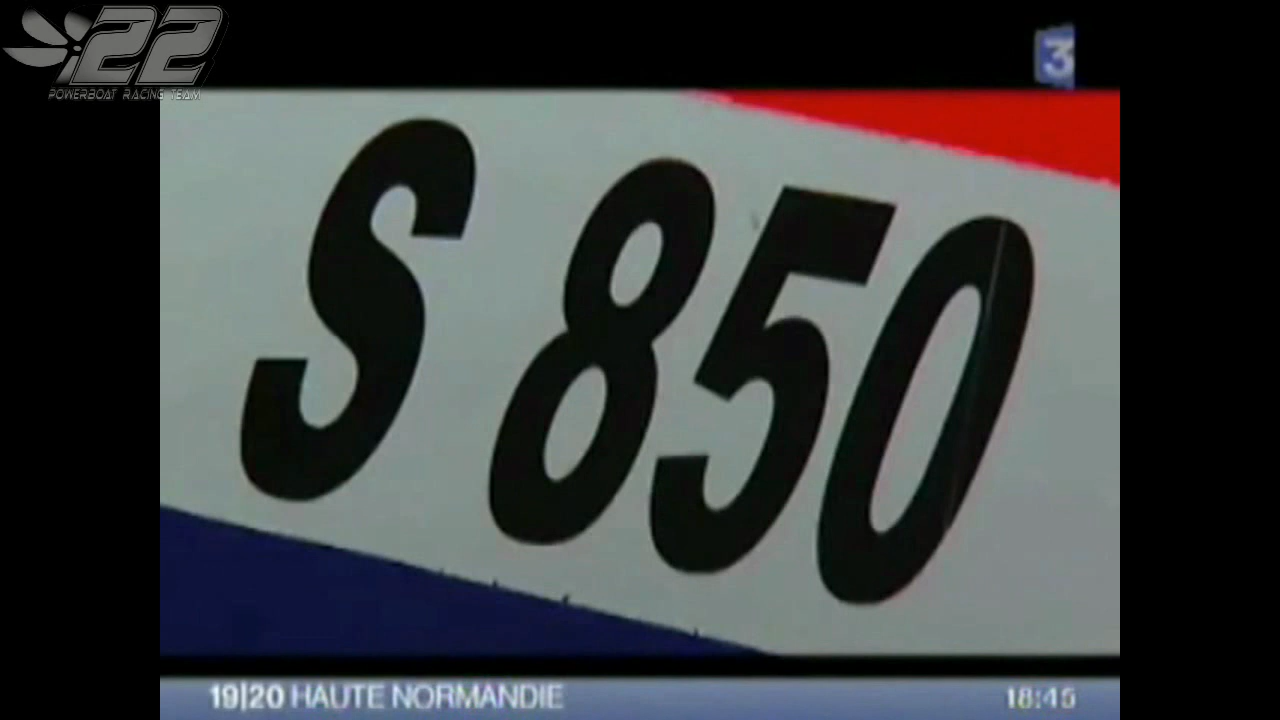 22
POWERBOAT RACING TEAM
3
S 850
19|20 HAUTE NORMANDIE
18:45